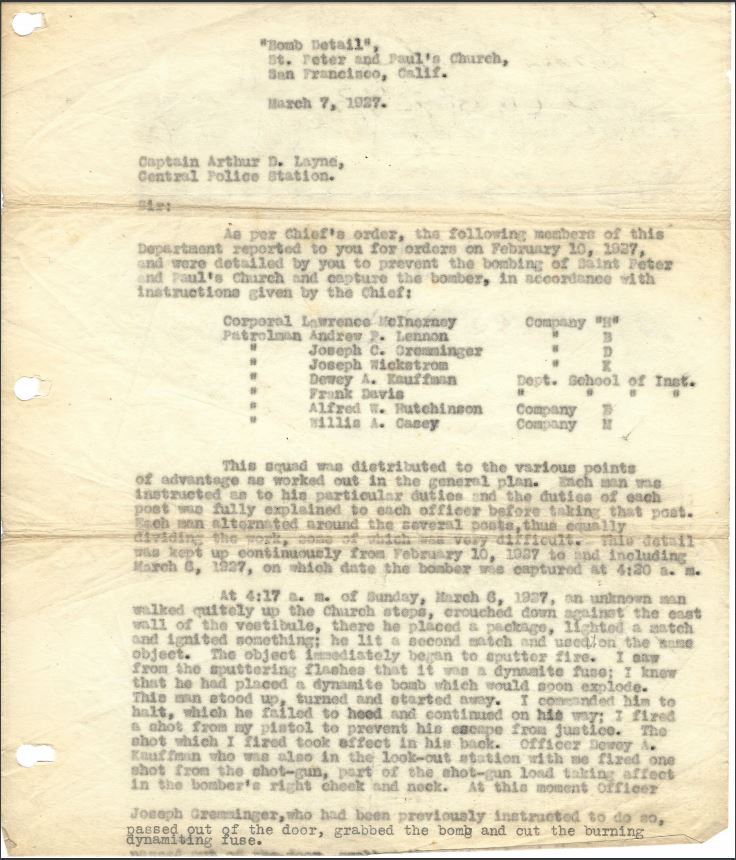 "Bomb Detail",
St. Peter and Paul's Church,
San Francisco, Calif.
March 7, 1927.
Captain Arthur D. Layne,
Central Police Station.
Sir:
As per Chief's order, the following members of this
Department reported to you for orders on February 10, 1927,
and were detailed by you to prevent the bombing of Saint Peter
and Paul's Church and capture the bomber, in accordance with
instructions given by the Chief:
Corporal Lawrence McInerney Company "H"
Patrolman Andrew P. Lennon " B
" Joseph C. Gremminger " D
" Joseph Wickstrom " K
" Dewey A. Kauffman Dept. School of Inst.
" Frank Davis " " " "
" Alfred W. Hutchinson Company B
" Willis A. Casey Company M
This squad was distributed to the various points
of advantage as worked out in the general plan. Each man was
instructed as to his particular duties and the duties of each
post was fully explained to each officer before taking that post.
Each man alternated around the several posts,thus equally
dividing the work, some of which was very difficult. This detail
was kept up continuously from February 10, 1927 to and including
March 6, 1927, on which date the bomber was captured at 4:20 a. m.
At 4:17 a. m. of Sunday, March 6, 1927, an unknown man
walked quitely up the Church steps, crouched down against the east
wall of the vestibule, there he placed a package, lighted a match
and ignited something; he lit a second match and used/on the same
object. The object immediately began to sputter fire. I saw
from the sputtering flashes that it was a dynamite fuse; I knew
that he had placed a dynamite bomb which would soon explode.
This man stood up, turned and started away. I commanded him to
halt, which he failed to heed and continued on his way; I fired
a shot from my pistol to prevent his escape from justice. The
shot which I fired took effect in his back. Officer Dewey A.
Kauffman who was also in the look-out station with me fired one
shot from the shot-gun, part of the shot-gun load taking affect
in the bomber's right cheek and neck. At this moment Officer
Joseph Gremminger,who had been previously instructed to do so,
passed out of the door, grabbed the bomb and cut the burning
dynamiting fuse.